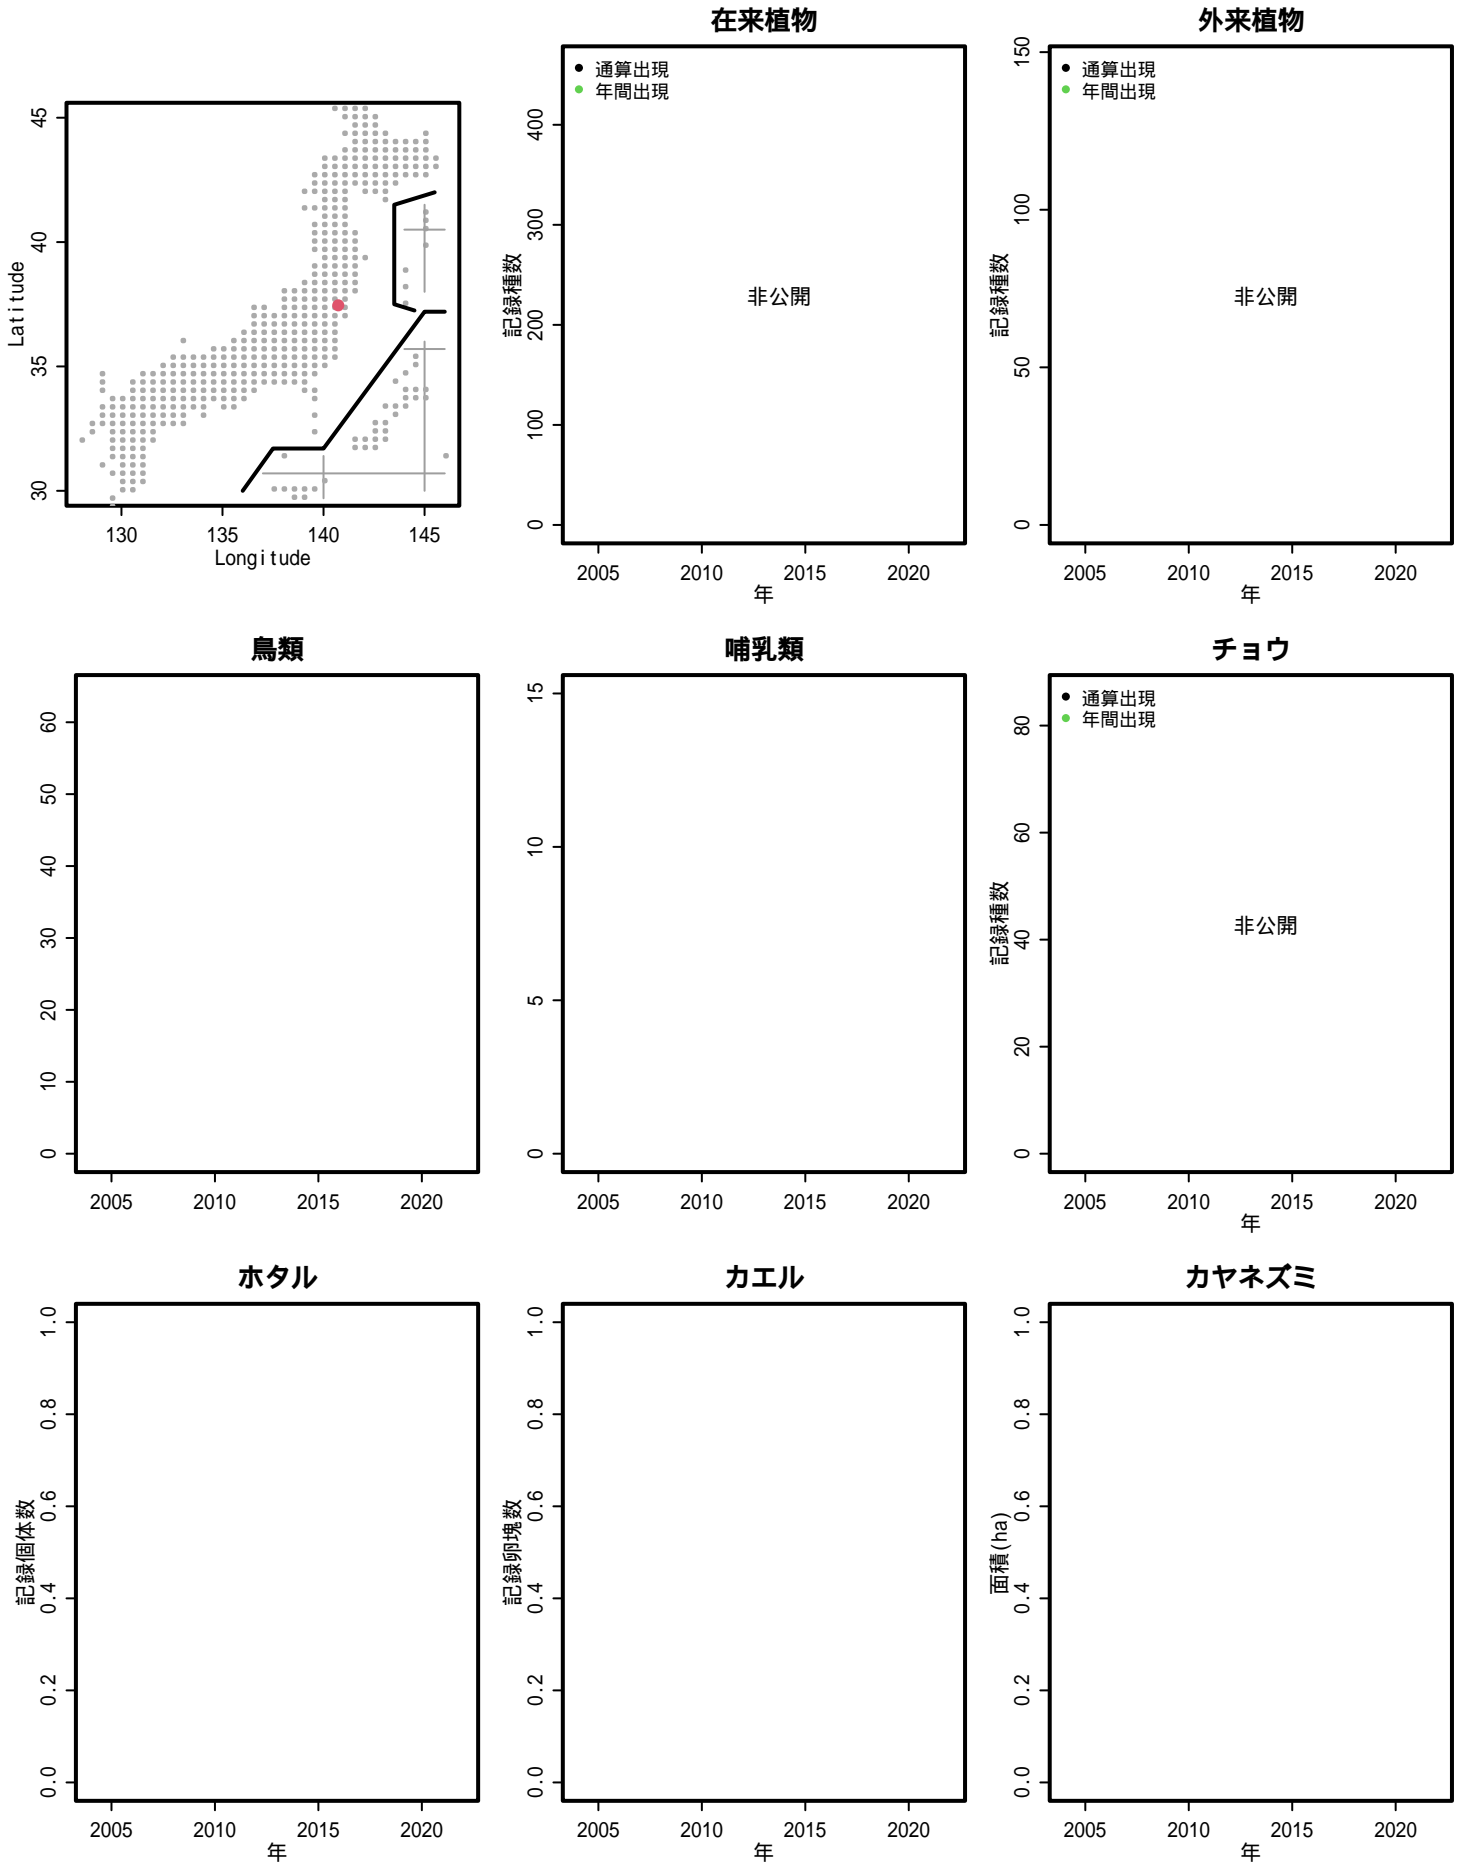 Latitude
45
40
35
30
130
135
140
145
Longitude
在来植物
通算出現
年間出現
非公開
記録種数
400
300
200
100
0
2005
2010
2015
2020
年
外来植物
通算出現
年間出現
非公開
記録種数
150
100
50
0
2005
2010
2015
2020
年
鳥類
60
50
40
30
20
10
0
2005
2010
2015
2020
哺乳類
15
10
5
0
2005
2010
2015
2020
チョウ
通算出現
年間出現
非公開
記録種数
80
60
40
20
0
2005
2010
2015
2020
年
ホタル
記録個体数
1.0
0.8
0.6
0.4
0.2
0.0
2005
2010
2015
2020
年
カエル
記録卵塊数
1.0
0.8
0.6
0.4
0.2
0.0
2005
2010
2015
2020
年
カヤネズミ
面積(ha)
1.0
0.8
0.6
0.4
0.2
0.0
2005
2010
2015
2020
年